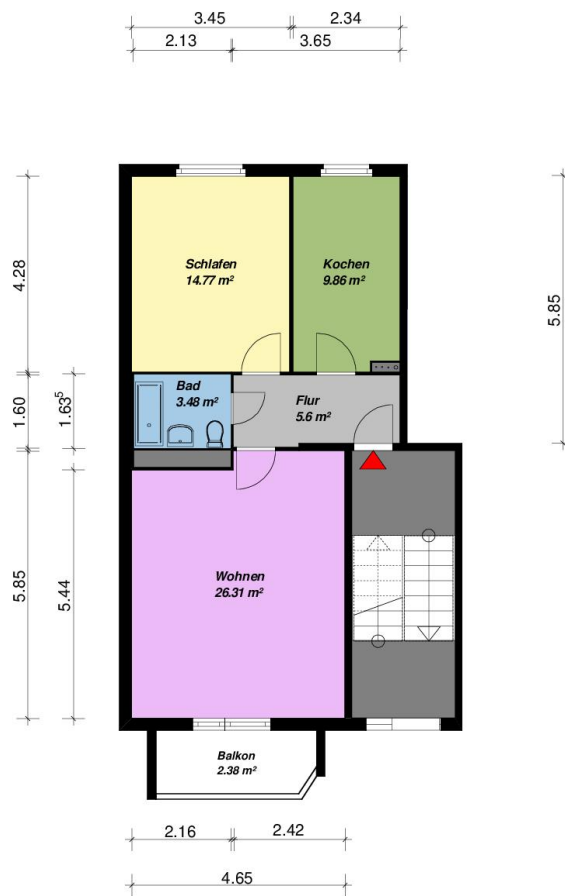 3.45
2.34
2.13
3.65
4.28
5.85
Schlafen
14.77 m²
Kochen
9.86 m²
1.60
1.63⁵
Bad
3.48 m²
Flur
5.6 m²
5.85
5.44
Wohnen
26.31 m²
Balkon
2.38 m²
2.16
2.42
4.65